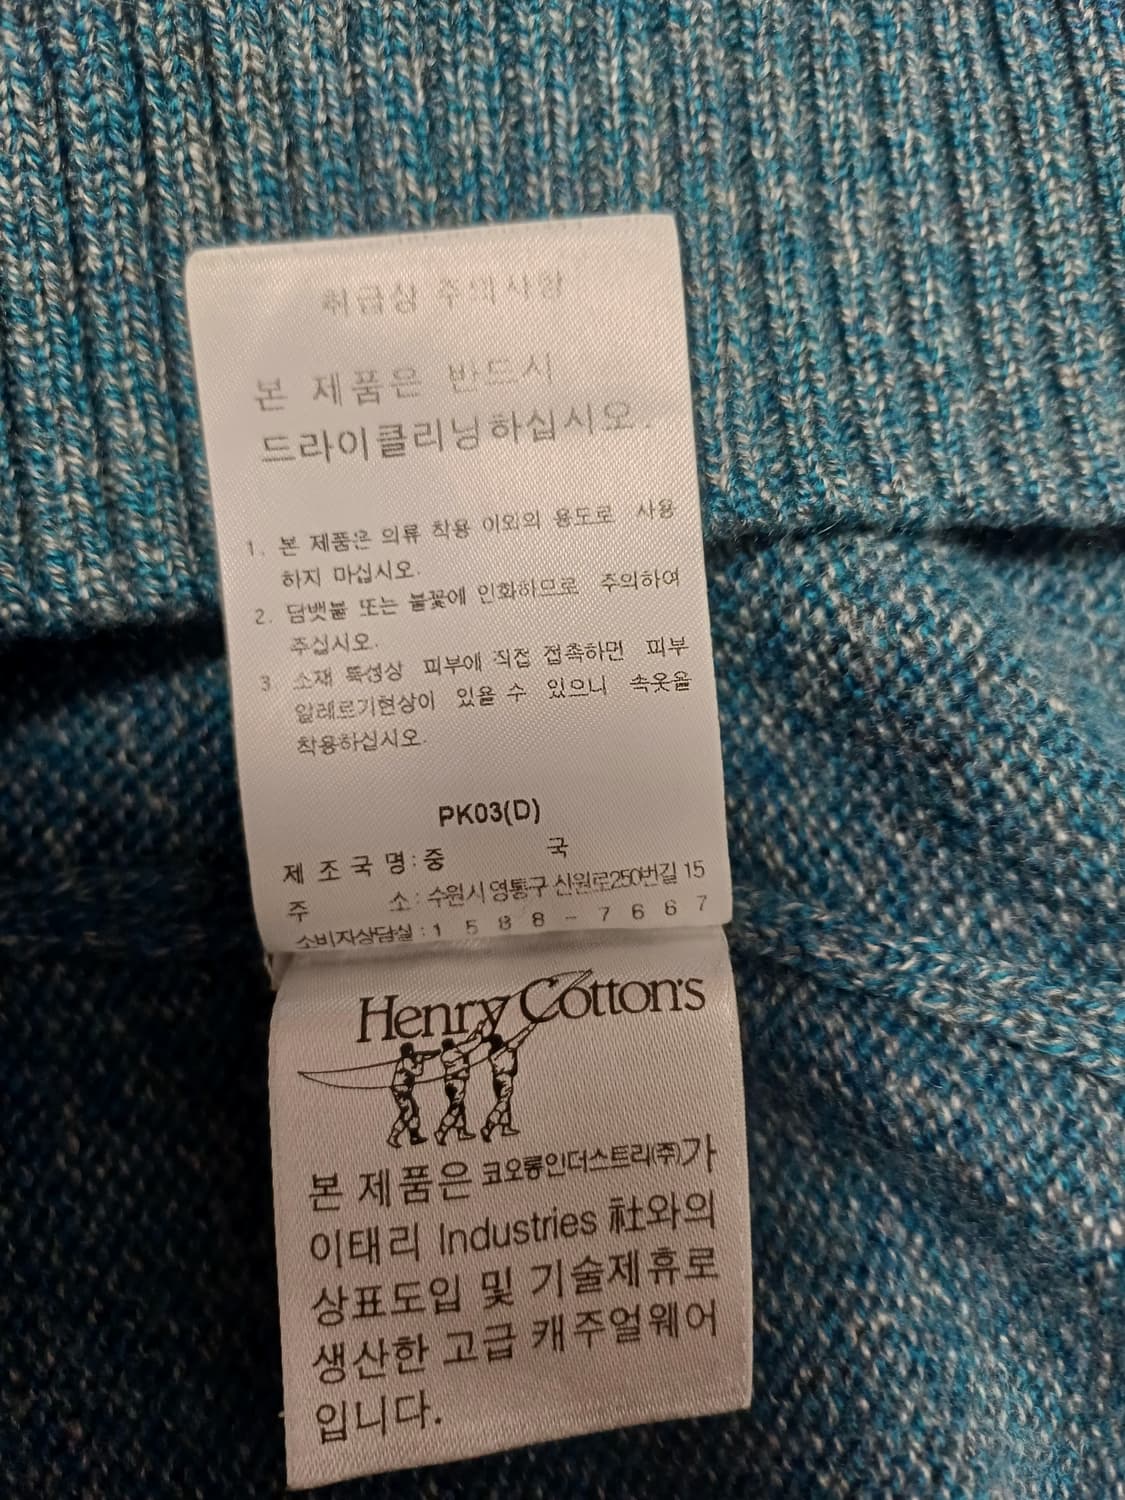 취급상 주의사항
본 제품은 반드시
드라이클리닝하십시오.
1. 본 제품은 의류 착용 이외의 용도로 사용
하지 마십시오.
2. 담뱃불 또는 불꽃에 인화하므로 주의하여
주십시오.
3 소재 특성상 피부에 직접 접촉하면 피부
알레르기현상이 있을 수 있으니 속옷을
착용하십시오.
PK03(D)
제 조 국 명 : 중 국
주 소 : 수원시 영통구 신원로250번길 15
소비자상담실 : 1 5 8 8 - 7 6 6 7
Henry Cotton's
본 제품은 코오롱인더스트리(주)가
이태리 Industries 社와의
상표도입 및 기술제휴로
생산한 고급 캐주얼웨어
입니다.